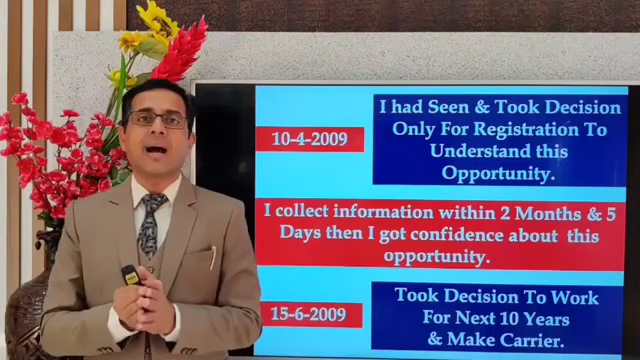 10-4-2009
I had Seen & Took Decision
Only For Registration To
Understand this
Opportunity.
I collect information within 2 Months & 5
Days then I got confidence about this
opportunity.
15-6-2009
Took Decision To Work
For Next 10 Years
& Make Carrier.